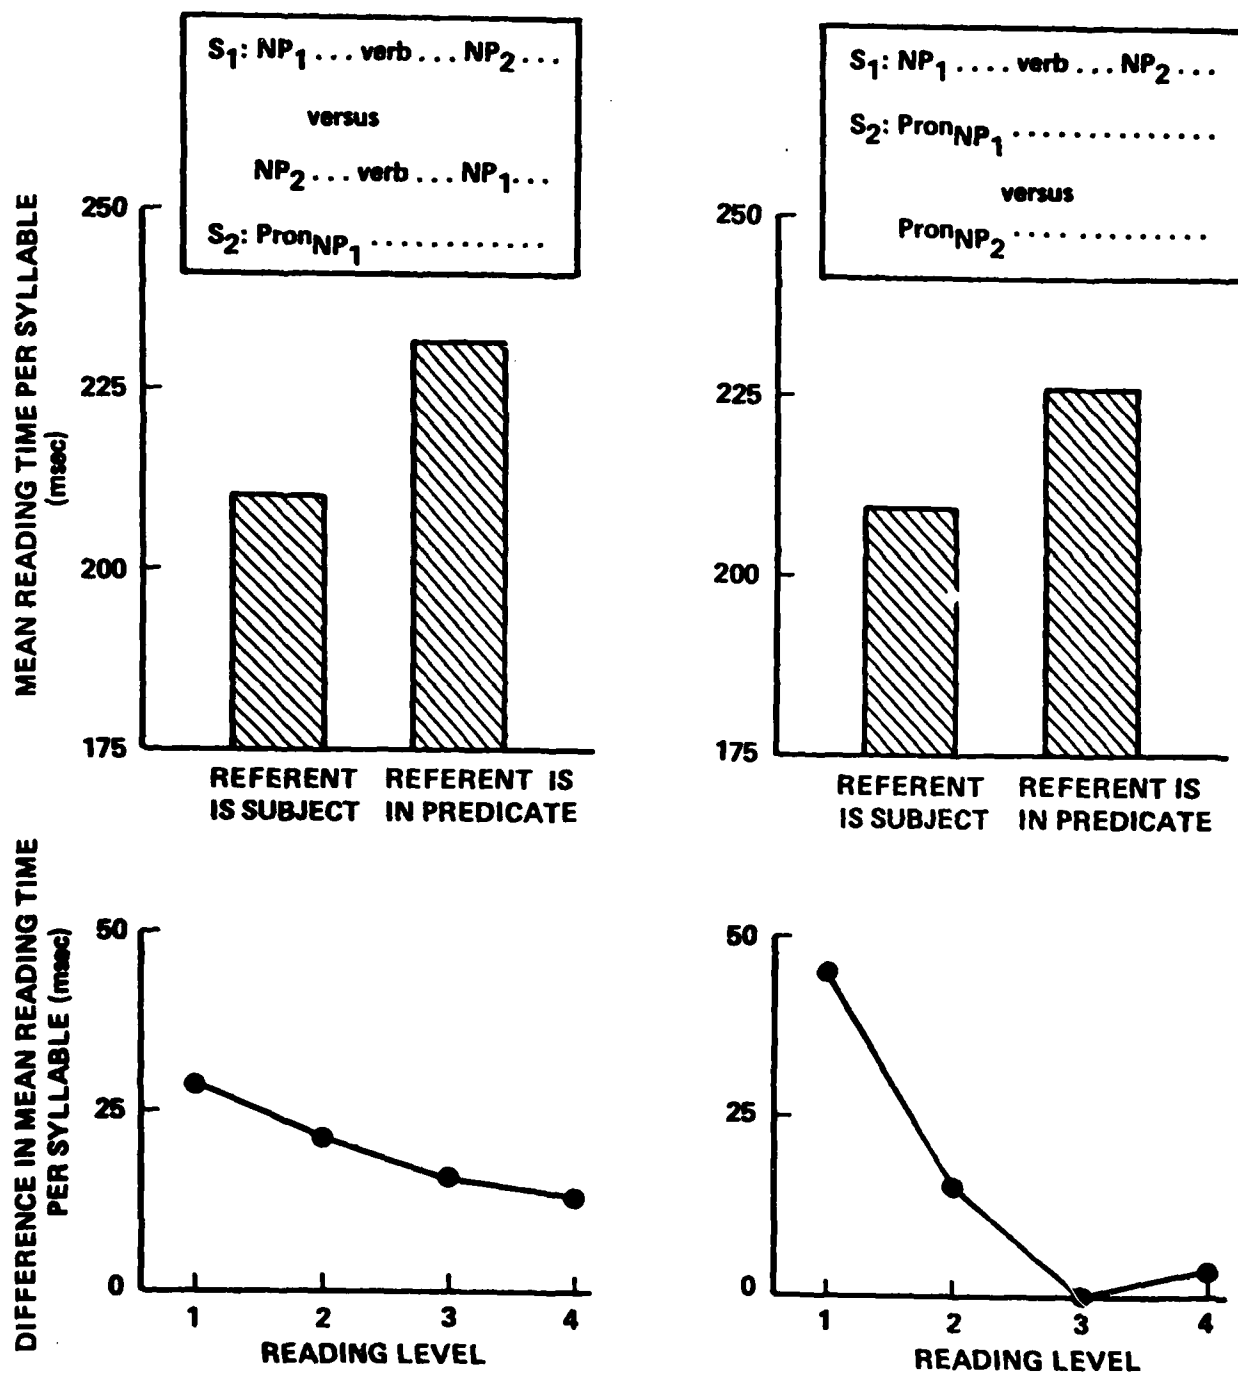 S1: NP1 ... verb ... NP2 ...
versus
NP2 ... verb ... NP1 ...
S2: PronNP1 ............
MEAN READING TIME PER SYLLABLE
(msec)
250
225
200
175
REFERENT IS SUBJECT
REFERENT IS IN PREDICATE
S1: NP1 .... verb ... NP2 ...
S2: PronNP1 ..............
versus
PronNP2 .............
250
225
200
175
REFERENT IS SUBJECT
REFERENT IS IN PREDICATE
DIFFERENCE IN MEAN READING TIME
PER SYLLABLE (msec)
50
25
0
1 2 3 4
READING LEVEL
50
25
0
1 2 3 4
READING LEVEL